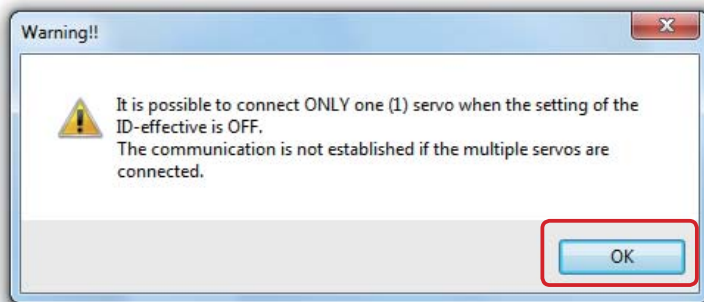 Warning!!
It is possible to connect ONLY one (1) servo when the setting of the
ID-effective is OFF.
The communication is not established if the multiple servos are
connected.
OK